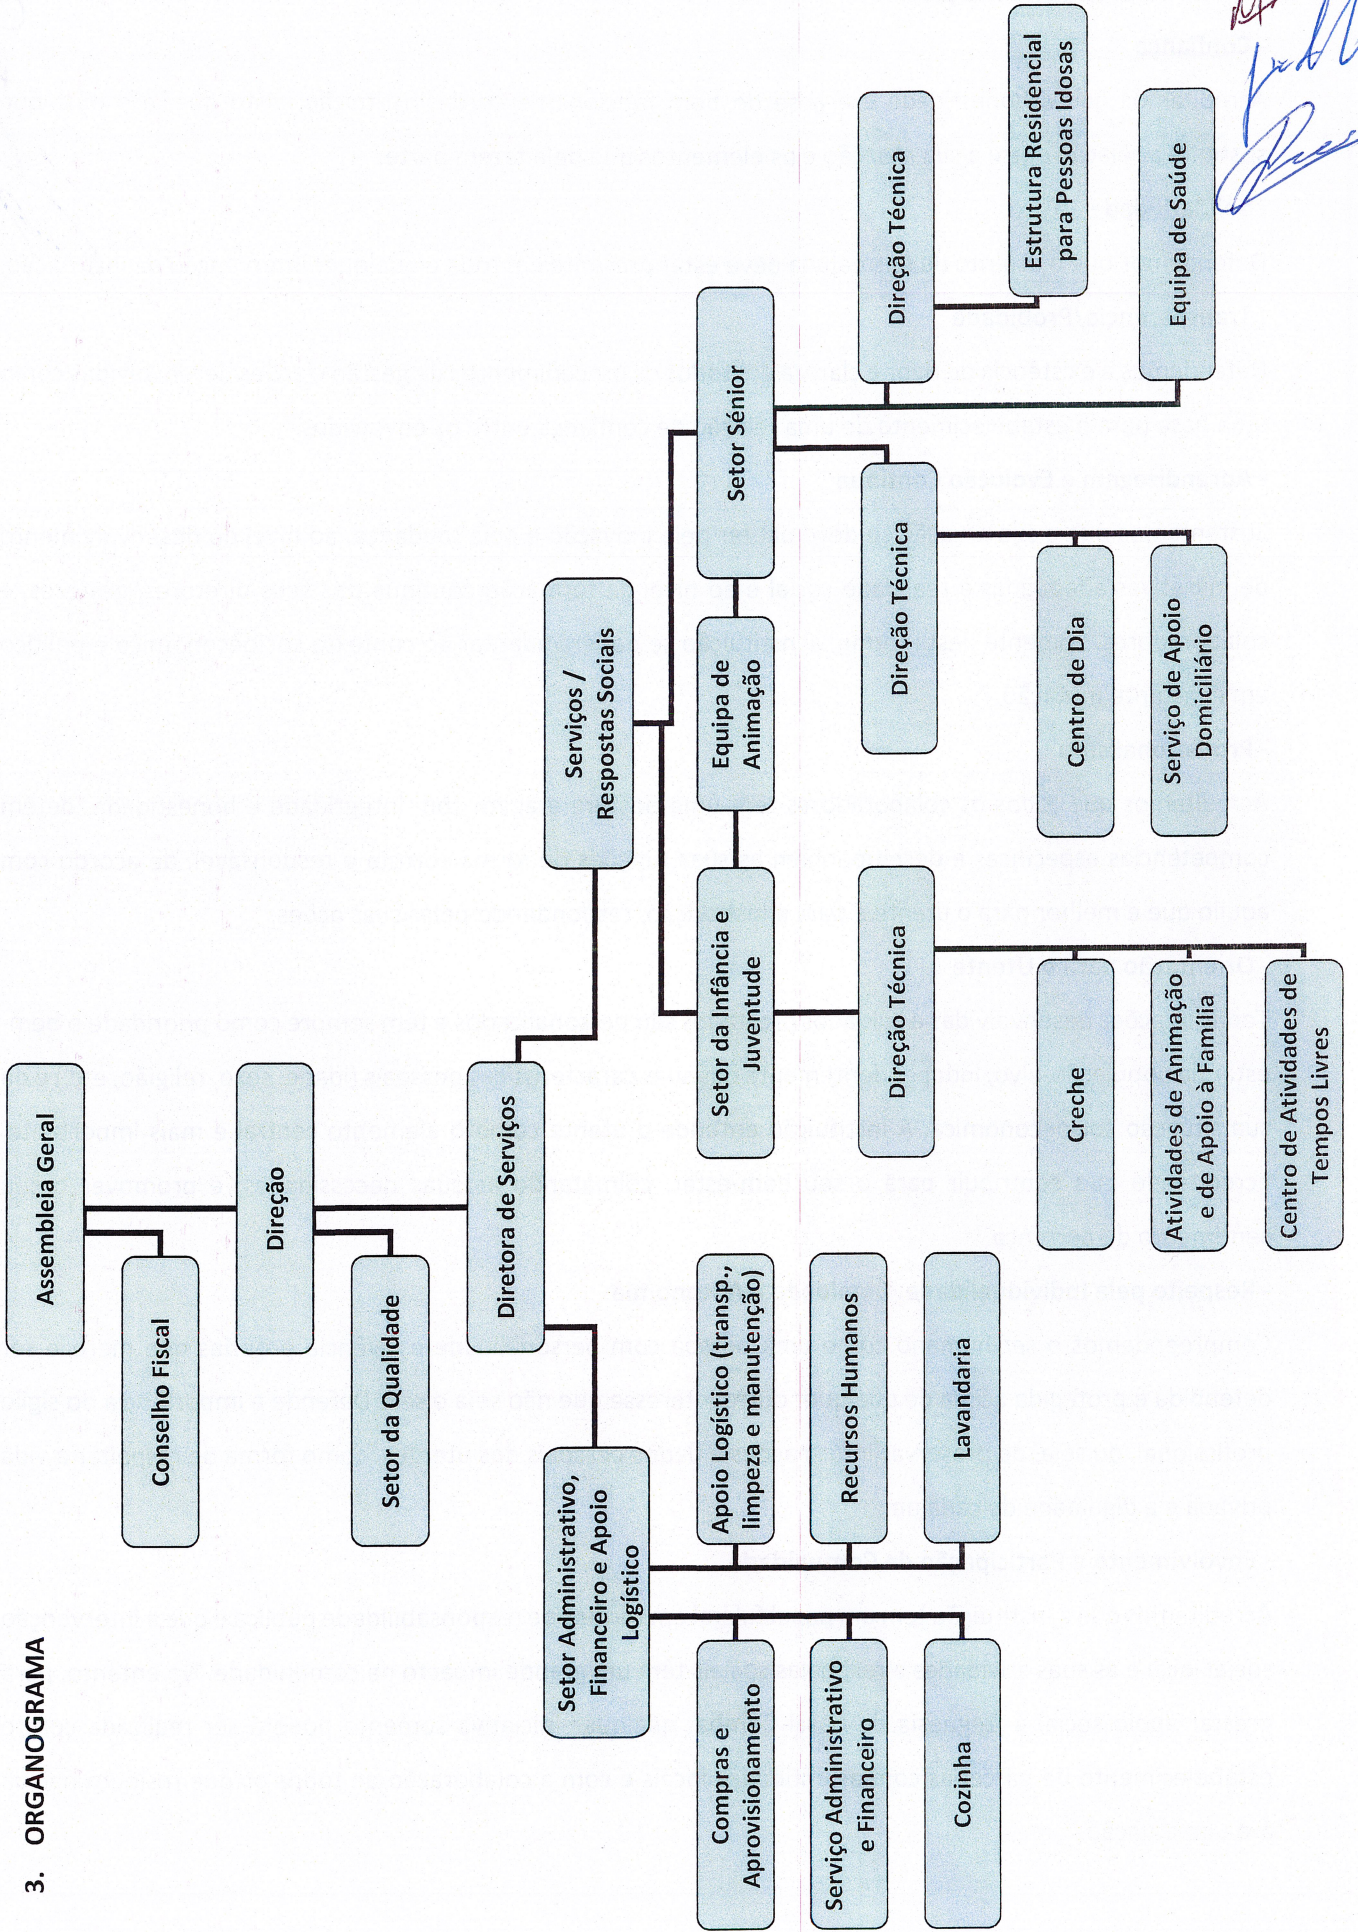 3. ORGANOGRAMA
Assembleia Geral
Conselho Fiscal
Direção
Setor da Qualidade
Diretora de Serviços
Setor Administrativo,
Financeiro e Apoio
Logístico
Serviços /
Respostas Sociais
Compras e
Aprovisionamento
Apoio Logístico (transp.,
limpeza e manutenção)
Serviço Administrativo
e Financeiro
Recursos Humanos
Cozinha
Lavandaria
Setor da Infância e
Juventude
Equipa de
Animação
Setor Sénior
Direção Técnica
Creche
Atividades de Animação
e de Apoio à Família
Centro de Atividades de
Tempos Livres
Direção Técnica
Centro de Dia
Serviço de Apoio
Domiciliário
Direção Técnica
Estrutura Residencial
para Pessoas Idosas
Equipa de Saúde